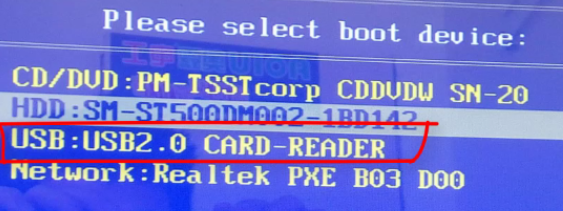 Please select boot device:
CD/DVD:PM-TSSTcorp CDDVDW SN-20
HDD:SM-ST500DM002-1BD142
USB:USB2.0 CARD-READER
Network:Realtek PXE B03 D00